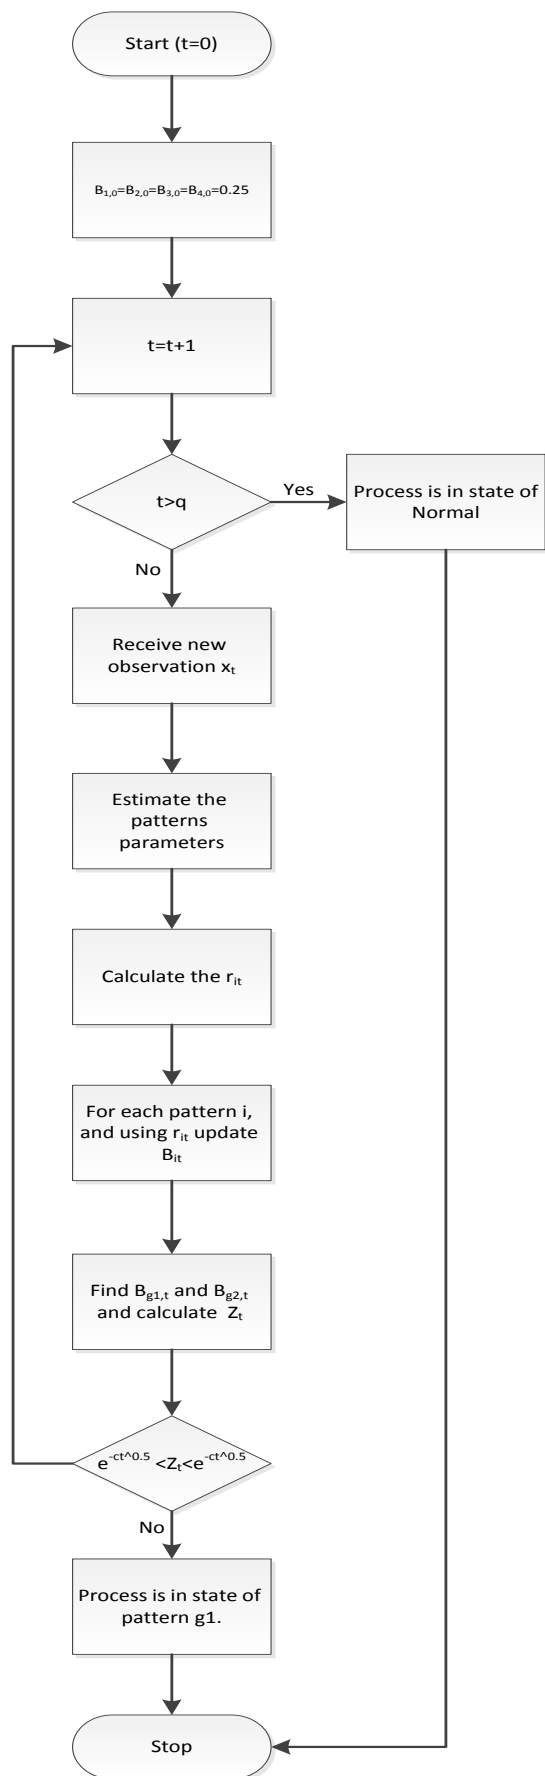 Start (t=0)
B₁,₀=B₂,₀=B₃,₀=B₄,₀=0.25
t=t+1
t>q
Yes
Process is in state of
Normal
No
Receive new
observation xₜ
Estimate the
patterns
parameters
Calculate the rᵢₜ
For each pattern i,
and using rᵢₜ update
Bᵢₜ
Find B_g1,t and B_g2,t
and calculate Zₜ
e^-ct^0.5 <Zₜ<e^-ct^0.5
No
Process is in state of
pattern g1.
Stop